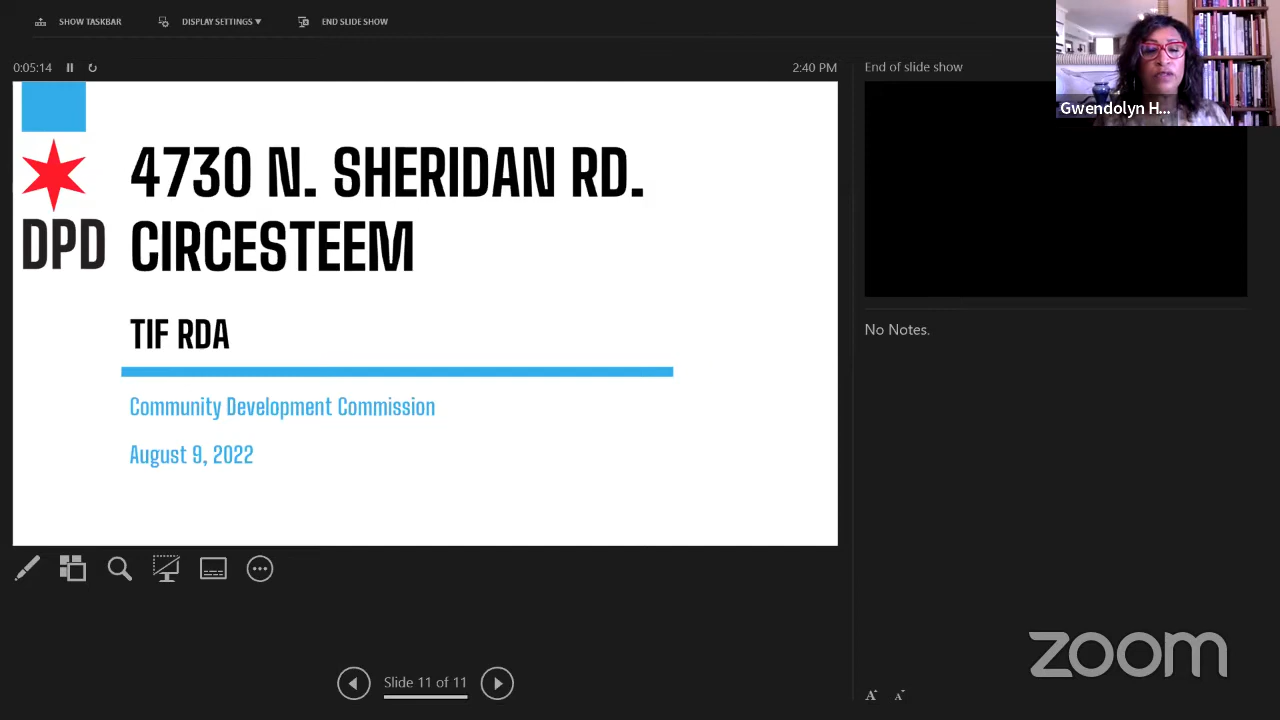 SHOW TASKBAR
DISPLAY SETTINGS ▼
END SLIDE SHOW
0:05:14
2:40 PM
End of slide show
Gwendolyn H...
4730 N. SHERIDAN RD.
CIRCESTEEM
DPD
TIF RDA
No Notes.
Community Development Commission
August 9, 2022
Slide 11 of 11
zoom
A A